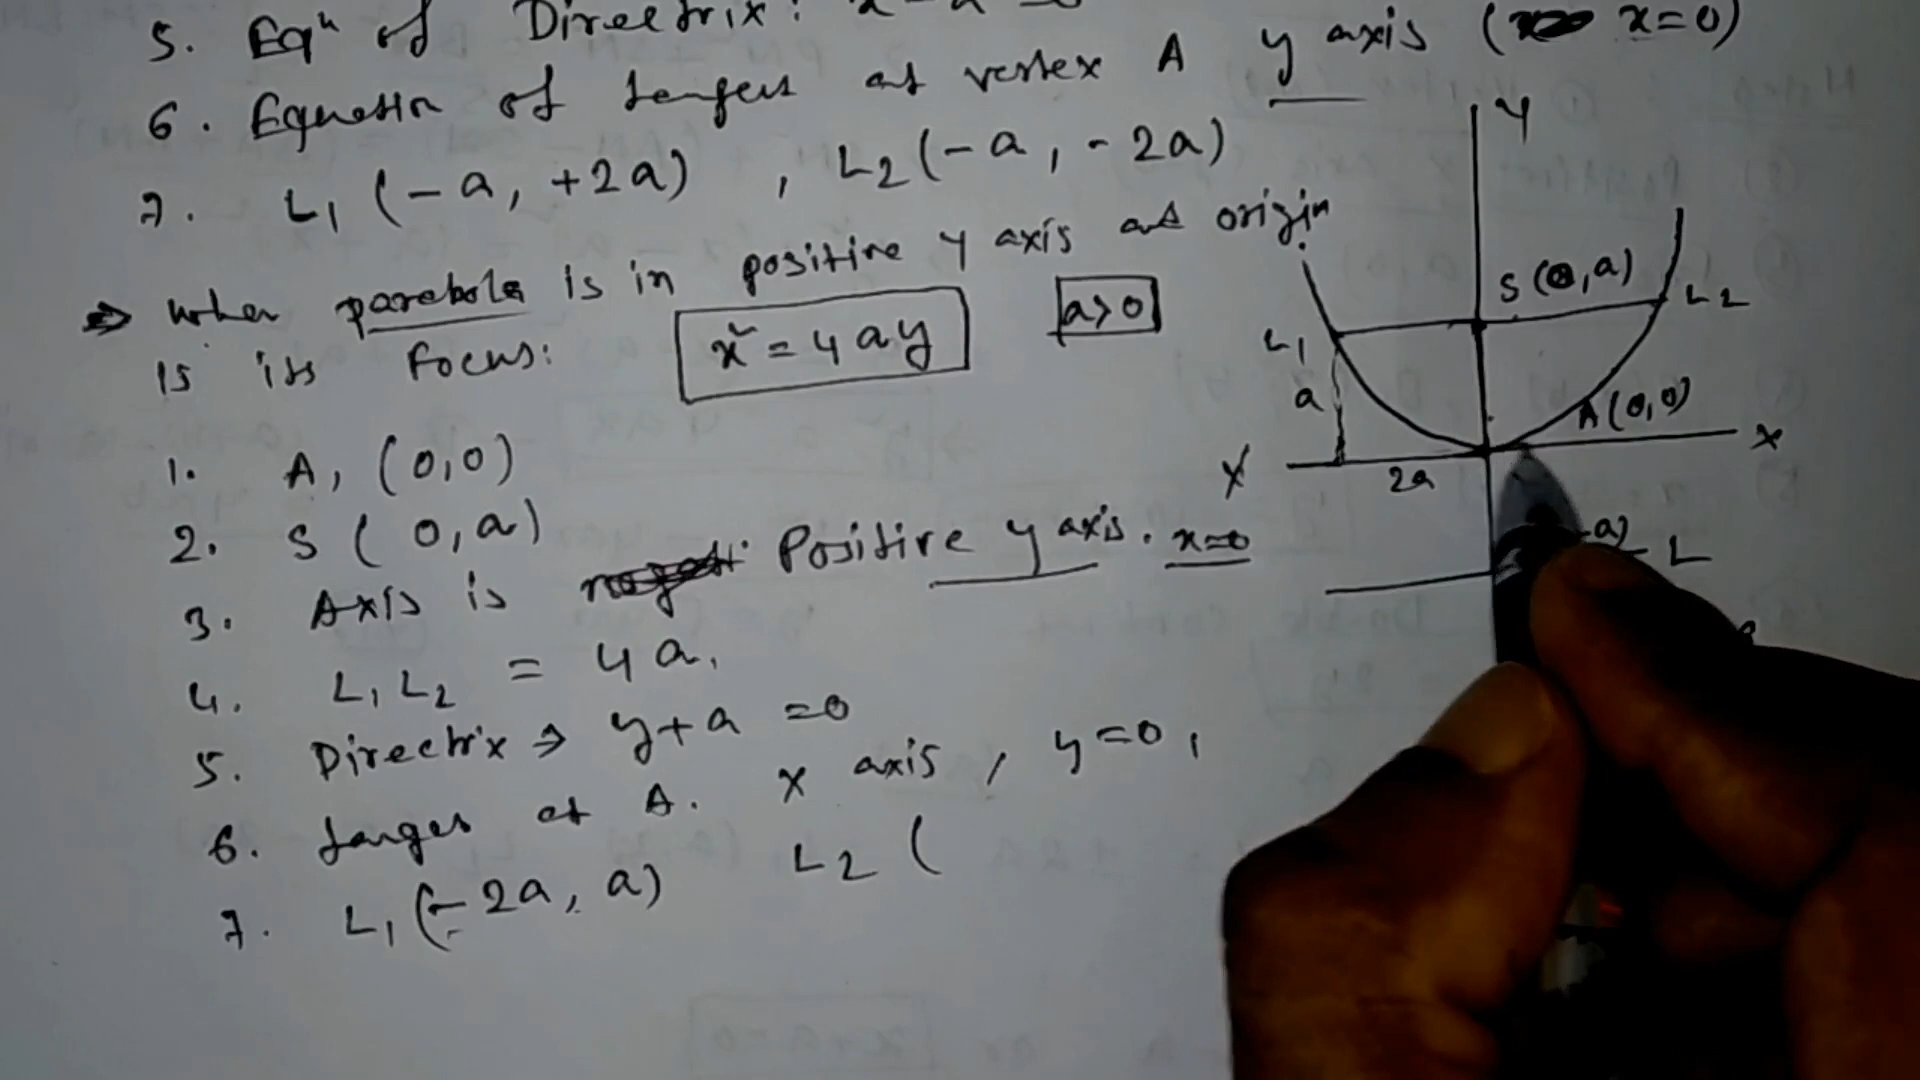 5. Eqⁿ of Directrix:
6. Equation of tangent at vertex A y axis ( x=0)
7. L₁ (-a, +2a) , L₂ (-a, -2a)
⇒ when parabola is in positive y axis and origin
is its focus: x² = 4ay a>0
1. A, (0,0)
2. S (0,a)
3. Axis is Positive y axis. x=0
4. L₁L₂ = 4a.
5. Directrix ⇒ y+a =0
6. tanget at A. X axis, y=0,
7. L₁(-2a, a) L₂ (
Y
S (0,a)
L₂
L₁
a
A(0,0)
X
X
2a
-a)
L